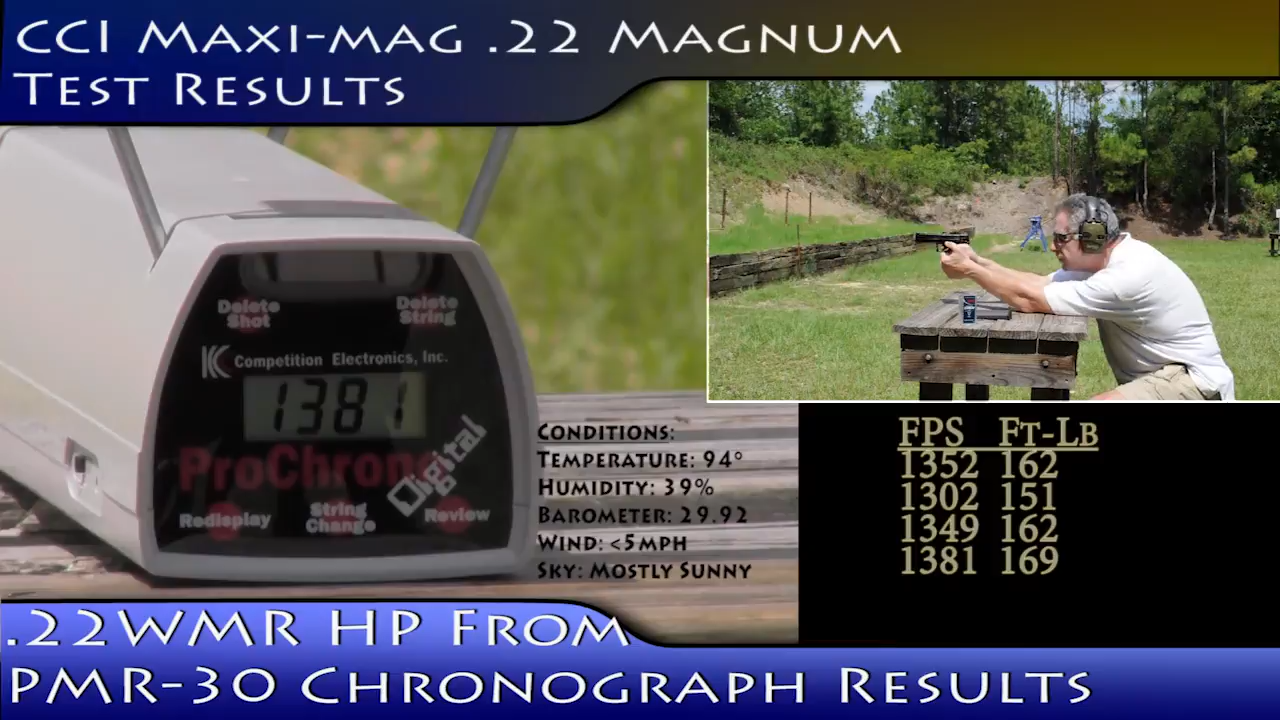 CCI Maxi-mag .22 Magnum
Test Results
Delete Shot
Delete String
Competition Electronics, Inc.
1381
ProChrono
Digital
Redisplay
String Change
Review
Conditions:
Temperature: 94°
Humidity: 39%
Barometer: 29.92
Wind: <5mph
Sky: Mostly Sunny
FPS Ft-Lb
1352 162
1302 151
1349 162
1381 169
.22WMR HP From
PMR-30 Chronograph Results